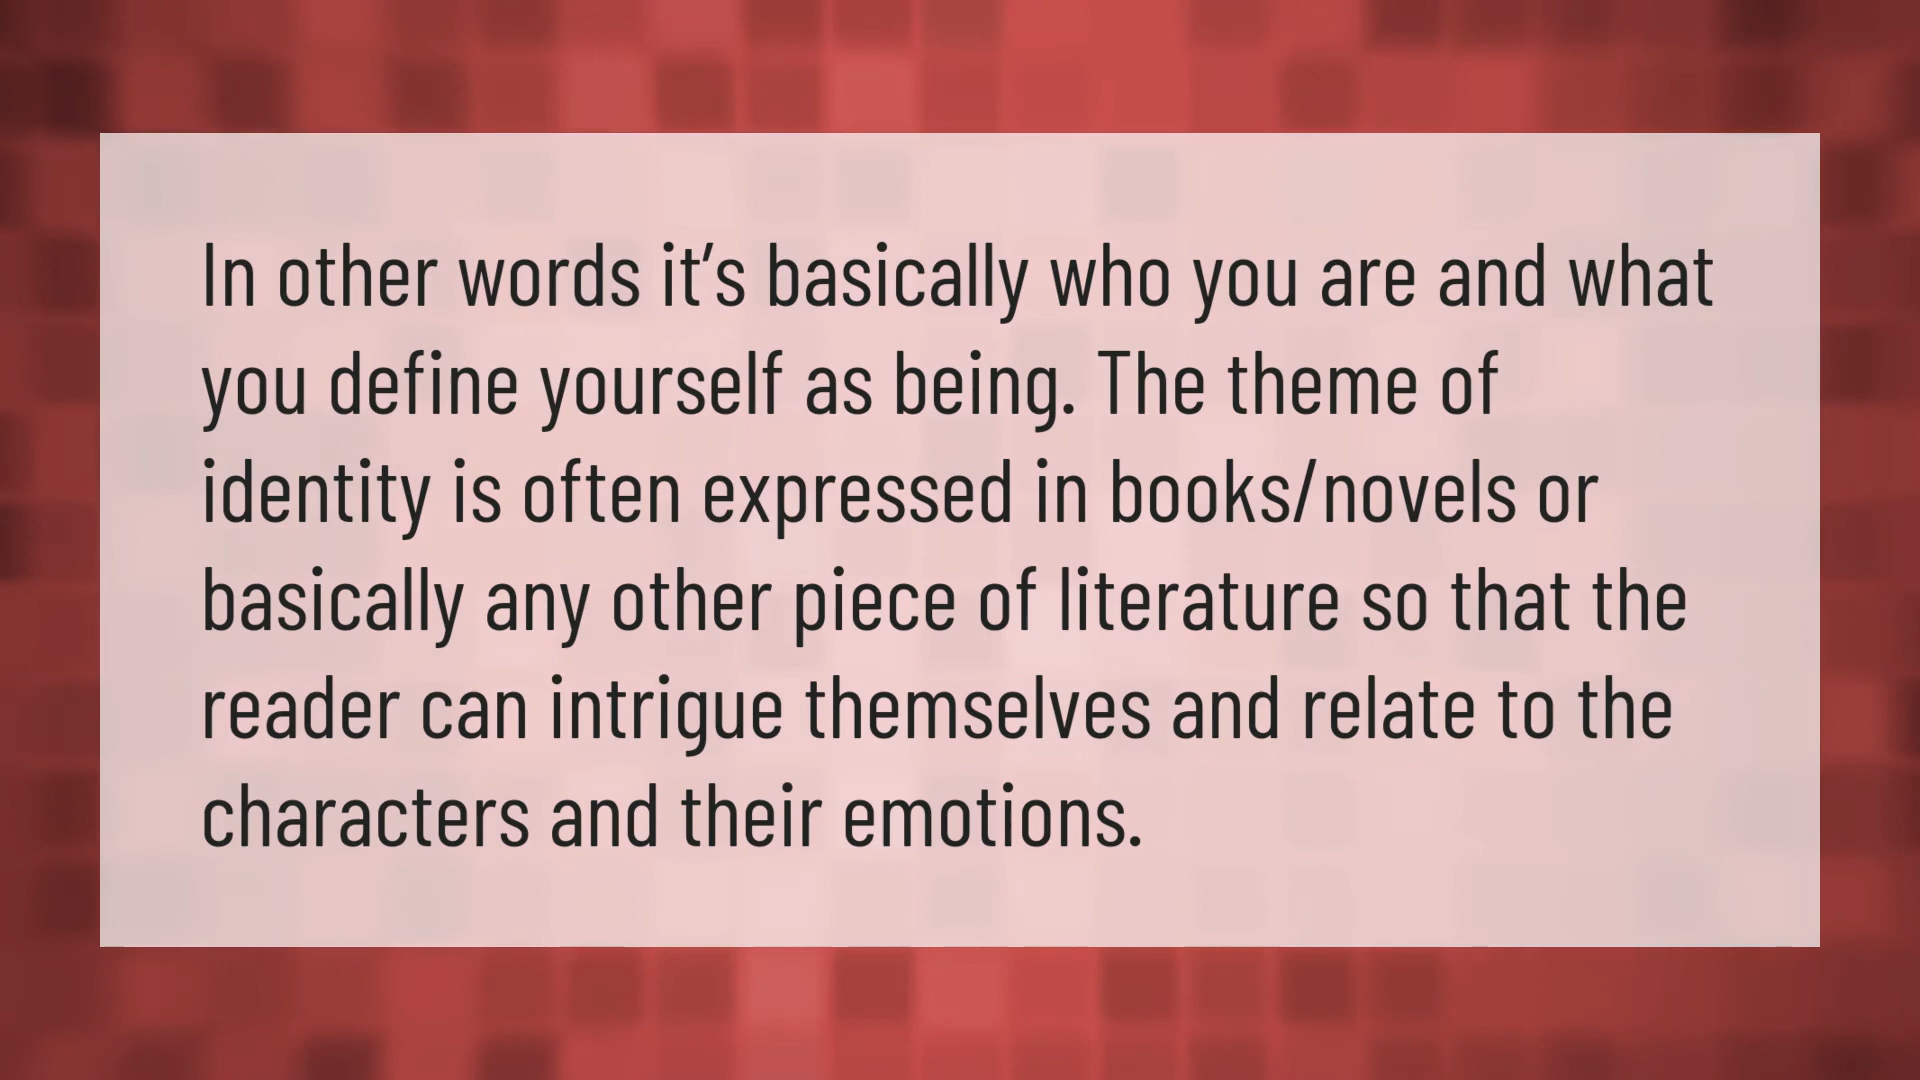 In other words it’s basically who you are and what
you define yourself as being. The theme of
identity is often expressed in books/novels or
basically any other piece of literature so that the
reader can intrigue themselves and relate to the
characters and their emotions.